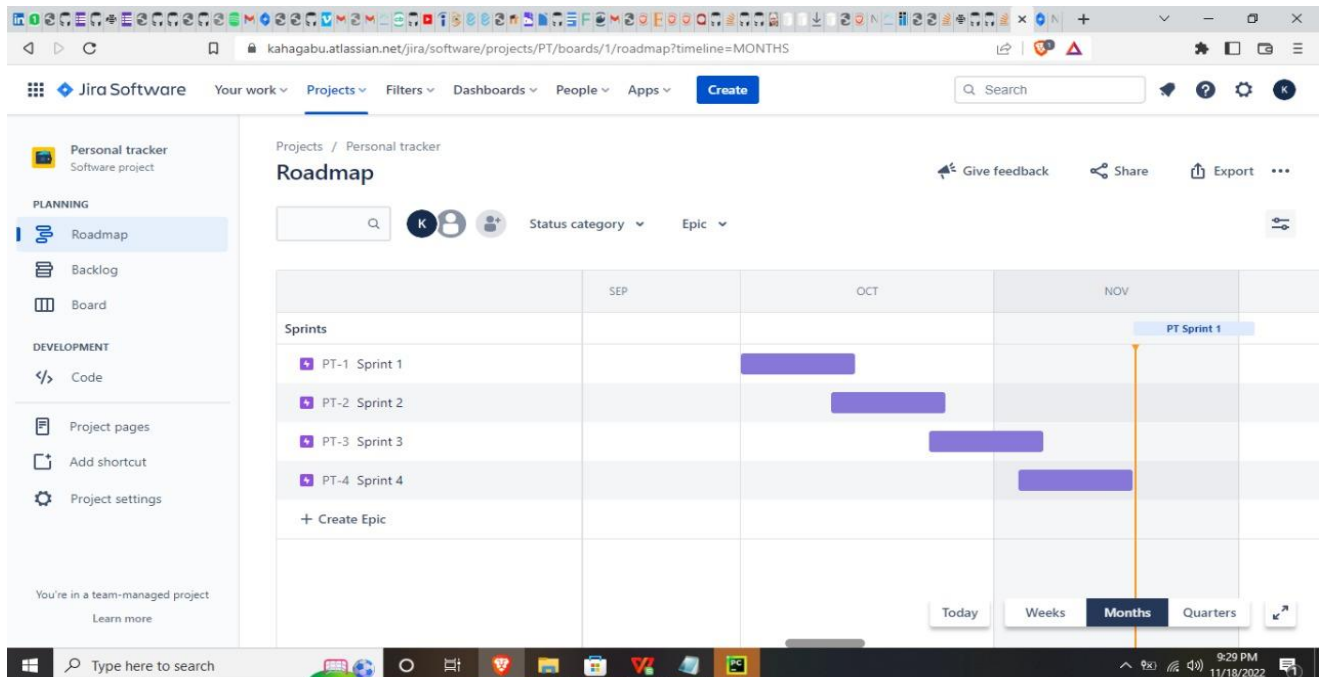 kahagabu.atlassian.net/jira/software/projects/PT/boards/1/roadmap?timeline=MONTHS
Jira Software Your work Projects Filters Dashboards People Apps Create Search K
Personal tracker
Software project
PLANNING
Roadmap
Backlog
Board
DEVELOPMENT
Code
Project pages
Add shortcut
Project settings
You're in a team-managed project
Learn more
Projects / Personal tracker
Roadmap
Give feedback Share Export
K Status category Epic
SEP OCT NOV
Sprints PT Sprint 1
PT-1 Sprint 1
PT-2 Sprint 2
PT-3 Sprint 3
PT-4 Sprint 4
+ Create Epic
Today Weeks Months Quarters
Type here to search
9:29 PM
11/18/2022